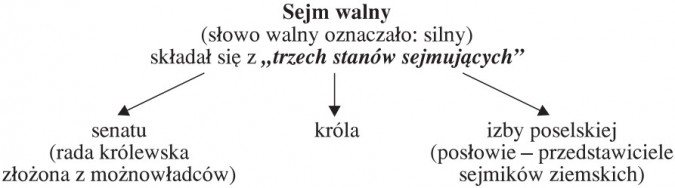 Sejm walny
(słowo walny oznaczało: silny)
składał się z „trzech stanów sejmujących”
senatu
(rada królewska
złożona z możnowładców)
króla
izby poselskiej
(posłowie – przedstawiciele
sejmików ziemskich)